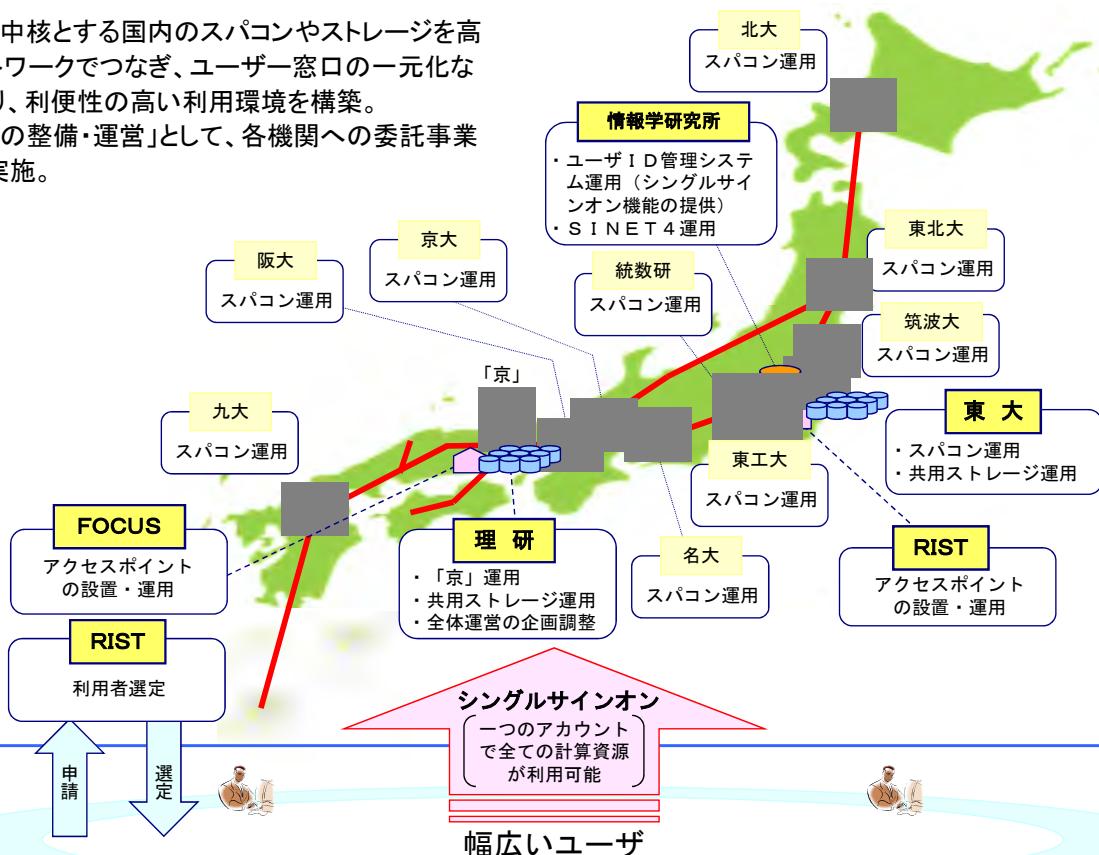 中核とする国内のスパコンやストレージを高
トワークでつなぎ、ユーザー窓口の一元化な
り、利便性の高い利用環境を構築。
の整備・運営」として、各機関への委託事業
実施。
北大
スパコン運用
情報学研究所
・ユーザID管理システ
ム運用（シングルサイ
ンオン機能の提供）
・SINET4運用
京大
スパコン運用
阪大
スパコン運用
統数研
スパコン運用
東北大
スパコン運用
筑波大
スパコン運用
「京」
九大
スパコン運用
東大
・スパコン運用
・共用ストレージ運用
東工大
スパコン運用
FOCUS
アクセスポイント
の設置・運用
理研
・「京」運用
・共用ストレージ運用
・全体運営の企画調整
名大
スパコン運用
RIST
アクセスポイント
の設置・運用
RIST
利用者選定
シングルサインオン
一つのアカウント
で全ての計算資源
が利用可能
申請
選定
幅広いユーザ